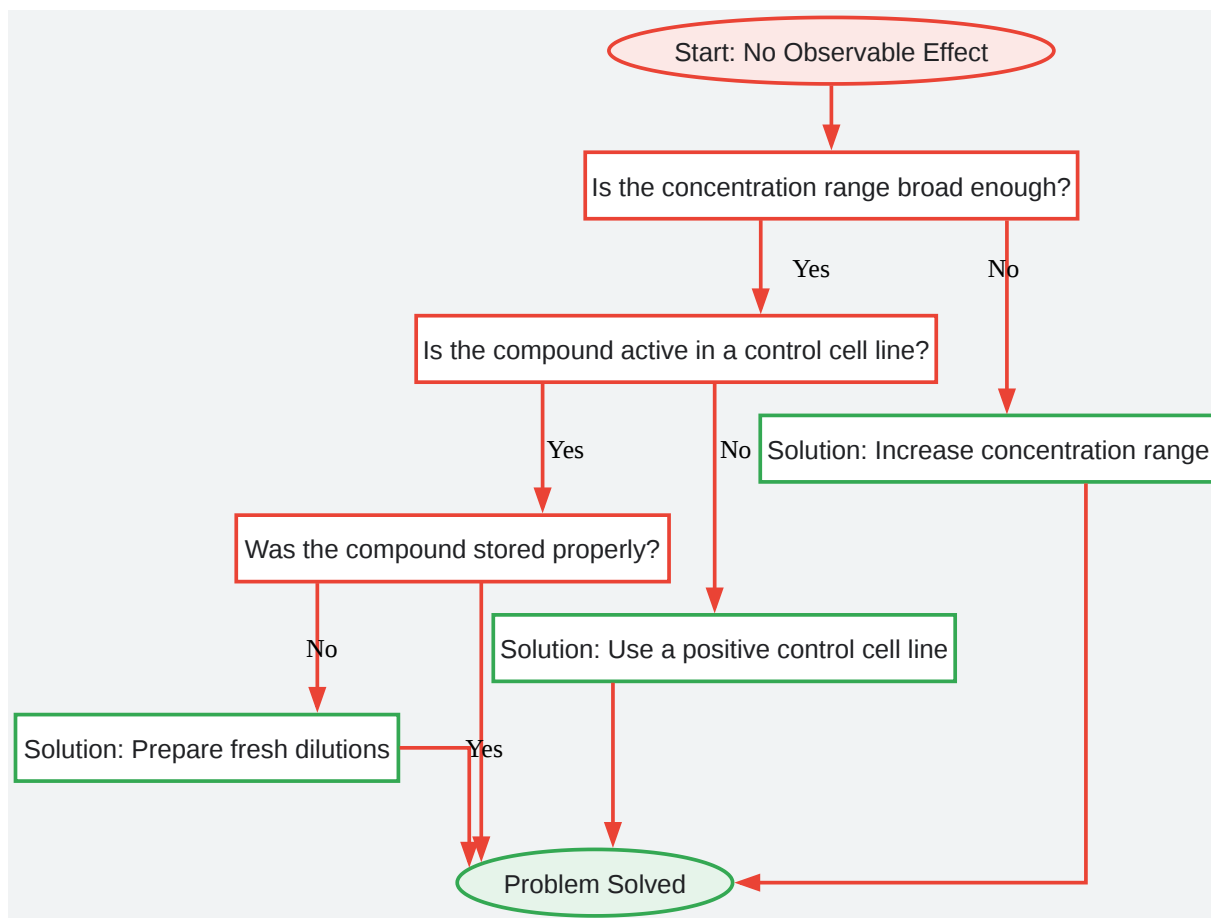 Start: No Observable Effect
Is the concentration range broad enough?
Yes
No
Is the compound active in a control cell line?
Yes
No
Solution: Increase concentration range
Was the compound stored properly?
No
Solution: Use a positive control cell line
Solution: Prepare fresh dilutions
Yes
Problem Solved